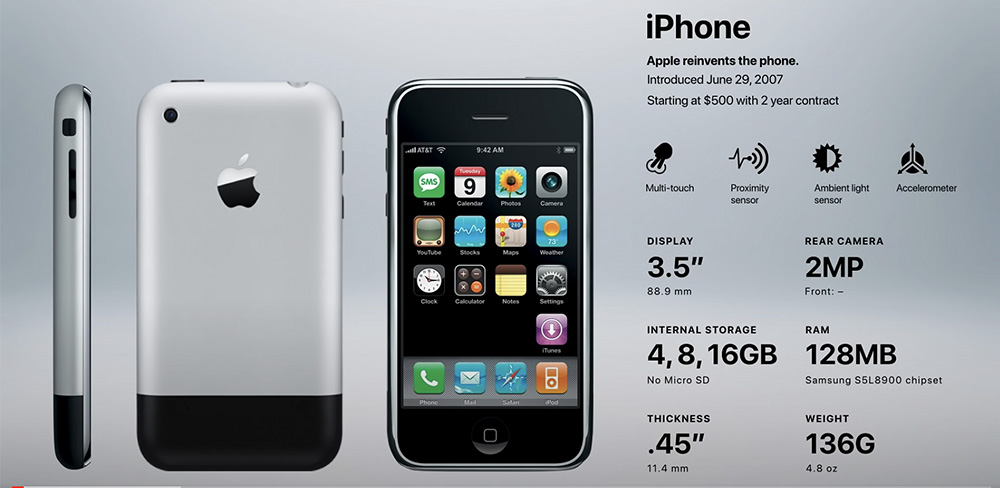 iPhone
Apple reinvents the phone.
Introduced June 29, 2007
Starting at $500 with 2 year contract
Multi-touch
Proximity
sensor
Ambient light
sensor
Accelerometer
DISPLAY
3.5″
88.9 mm
REAR CAMERA
2MP
Front: –
INTERNAL STORAGE
4, 8, 16GB
No Micro SD
RAM
128MB
Samsung S5L8900 chipset
THICKNESS
.45″
11.4 mm
WEIGHT
136G
4.8 oz
AT&T 9:42 AM
SMS Tuesday
9
Text Calendar Photos Camera
280 73°
YouTube Stocks Maps Weather
Clock Calculator Notes Settings
iTunes
Phone Mail Safari iPod